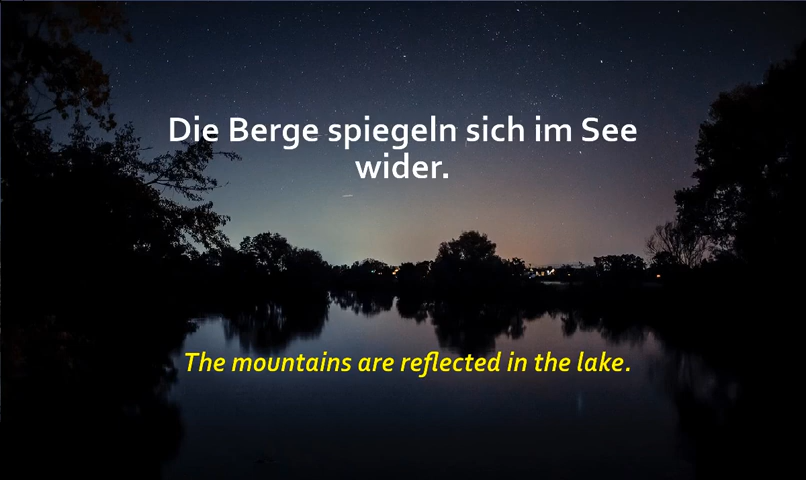 Die Berge spiegeln sich im See
wider.
The mountains are reflected in the lake.